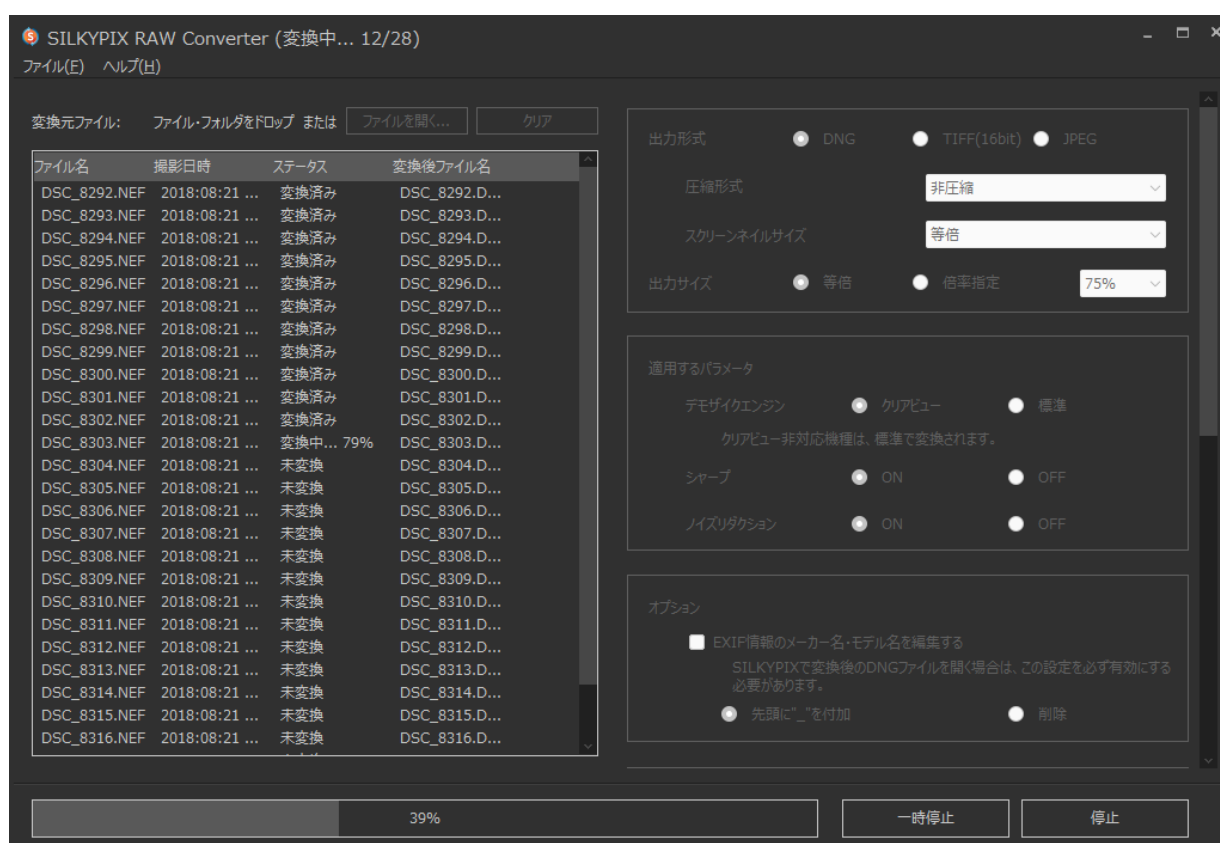 SILKYPIX RAW Converter (変換中... 12/28)
ファイル(F) ヘルプ(H)
変換元ファイル: ファイル・フォルダをドロップ または ファイルを開く... クリア
ファイル名 撮影日時 ステータス 変換後ファイル名
DSC_8292.NEF 2018:08:21 ... 変換済み DSC_8292.D...
DSC_8293.NEF 2018:08:21 ... 変換済み DSC_8293.D...
DSC_8294.NEF 2018:08:21 ... 変換済み DSC_8294.D...
DSC_8295.NEF 2018:08:21 ... 変換済み DSC_8295.D...
DSC_8296.NEF 2018:08:21 ... 変換済み DSC_8296.D...
DSC_8297.NEF 2018:08:21 ... 変換済み DSC_8297.D...
DSC_8298.NEF 2018:08:21 ... 変換済み DSC_8298.D...
DSC_8299.NEF 2018:08:21 ... 変換済み DSC_8299.D...
DSC_8300.NEF 2018:08:21 ... 変換済み DSC_8300.D...
DSC_8301.NEF 2018:08:21 ... 変換済み DSC_8301.D...
DSC_8302.NEF 2018:08:21 ... 変換済み DSC_8302.D...
DSC_8303.NEF 2018:08:21 ... 変換中... 79% DSC_8303.D...
DSC_8304.NEF 2018:08:21 ... 未変換 DSC_8304.D...
DSC_8305.NEF 2018:08:21 ... 未変換 DSC_8305.D...
DSC_8306.NEF 2018:08:21 ... 未変換 DSC_8306.D...
DSC_8307.NEF 2018:08:21 ... 未変換 DSC_8307.D...
DSC_8308.NEF 2018:08:21 ... 未変換 DSC_8308.D...
DSC_8309.NEF 2018:08:21 ... 未変換 DSC_8309.D...
DSC_8310.NEF 2018:08:21 ... 未変換 DSC_8310.D...
DSC_8311.NEF 2018:08:21 ... 未変換 DSC_8311.D...
DSC_8312.NEF 2018:08:21 ... 未変換 DSC_8312.D...
DSC_8313.NEF 2018:08:21 ... 未変換 DSC_8313.D...
DSC_8314.NEF 2018:08:21 ... 未変換 DSC_8314.D...
DSC_8315.NEF 2018:08:21 ... 未変換 DSC_8315.D...
DSC_8316.NEF 2018:08:21 ... 未変換 DSC_8316.D...
出力形式 DNG TIFF(16bit) JPEG
圧縮形式 非圧縮
スクリーンネイルサイズ 等倍
出力サイズ 等倍 倍率指定 75%
適用するパラメータ
デモザイクエンジン クリアビュー 標準
クリアビュー非対応機種は、標準で変換されます。
シャープ ON OFF
ノイズリダクション ON OFF
オプション
EXIF情報のメーカー名・モデル名を編集する
SILKYPIXで変換後のDNGファイルを開く場合は、この設定を必ず有効にする
必要があります。
先頭に"_"を付加 削除
39% 一時停止 停止